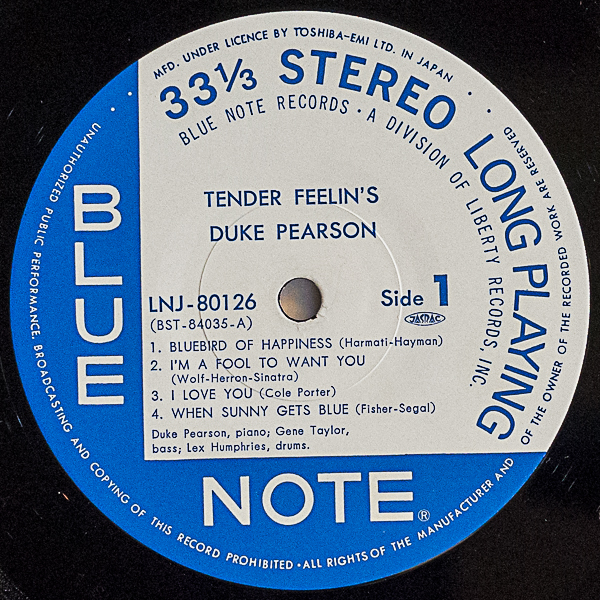 MFD. UNDER LICENCE BY TOSHIBA-EMI LTD. IN JAPAN
33⅓ STEREO LONG PLAYING
BLUE NOTE RECORDS · A DIVISION OF LIBERTY RECORDS, INC.
TENDER FEELIN'S
DUKE PEARSON
LNJ-80126 Side 1
(BST-84035-A) JASRAC
1. BLUEBIRD OF HAPPINESS (Harmati-Hayman)
2. I'M A FOOL TO WANT YOU
(Wolf-Herron-Sinatra)
3. I LOVE YOU (Cole Porter)
4. WHEN SUNNY GETS BLUE (Fisher-Segal)
Duke Pearson, piano; Gene Taylor,
bass; Lex Humphries, drums.
BLUE
NOTE®
UNAUTHORIZED PUBLIC PERFORMANCE, BROADCASTING AND COPYING OF THIS RECORD PROHIBITED · ALL RIGHTS OF THE MANUFACTURER AND OF THE OWNER OF THE RECORDED WORK ARE RESERVED